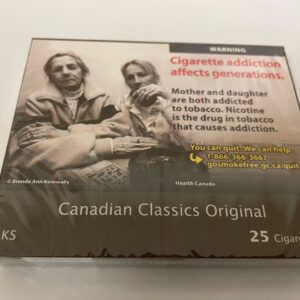 WARNING
Cigarette addiction
affects generations.
Mother and daughter
are both addicted
to tobacco. Nicotine
is the drug in tobacco
that causes addiction.
You can quit. We can help.
1-866-366-3667
gosmokefree.gc.ca/quit
© Brenda Ann Kenneally
Health Canada
Canadian Classics Original
KS
25 Cigare